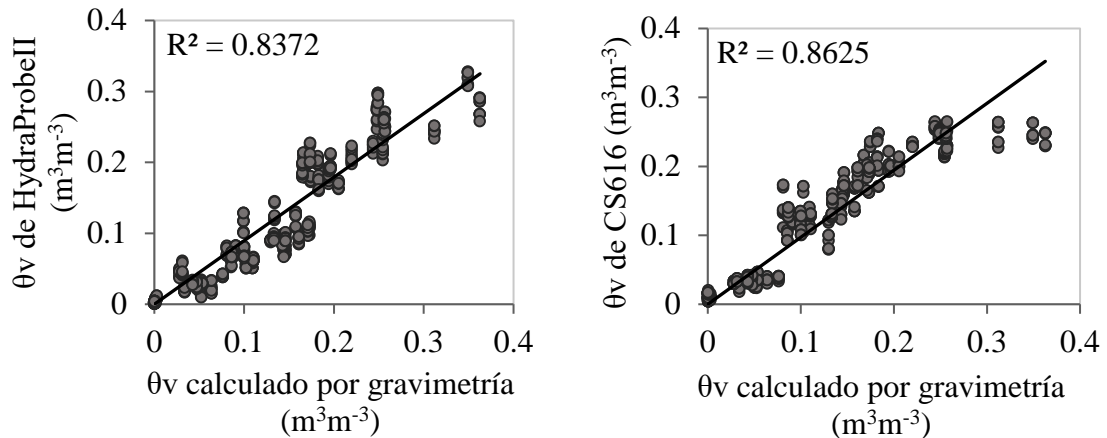 θv de HydraProbeII
(m³m⁻³)
R² = 0.8372
0.4
0.3
0.2
0.1
0
0 0.1 0.2 0.3 0.4
θv calculado por gravimetría
(m³m⁻³)
θv de CS616 (m³m⁻³)
R² = 0.8625
0.4
0.3
0.2
0.1
0
0 0.1 0.2 0.3 0.4
θv calculado por gravimetría
(m³m⁻³)